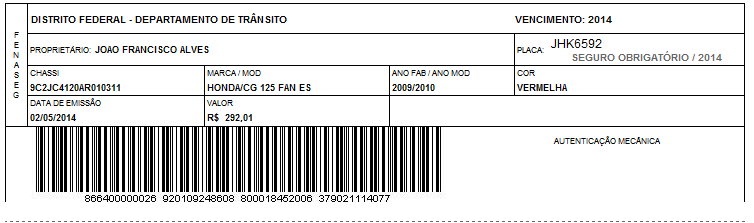 DISTRITO FEDERAL - DEPARTAMENTO DE TRÂNSITO VENCIMENTO: 2014
FENASEG
PROPRIETÁRIO: JOAO FRANCISCO ALVES PLACA: JHK6592
SEGURO OBRIGATÓRIO / 2014
CHASSI MARCA / MOD ANO FAB / ANO MOD COR
9C2JC4120AR010311 HONDA/CG 125 FAN ES 2009/2010 VERMELHA
DATA DE EMISSÃO VALOR
02/05/2014 R$ 292,01
AUTENTICAÇÃO MECÂNICA
866400000026 920109248608 800018452006 379021114077